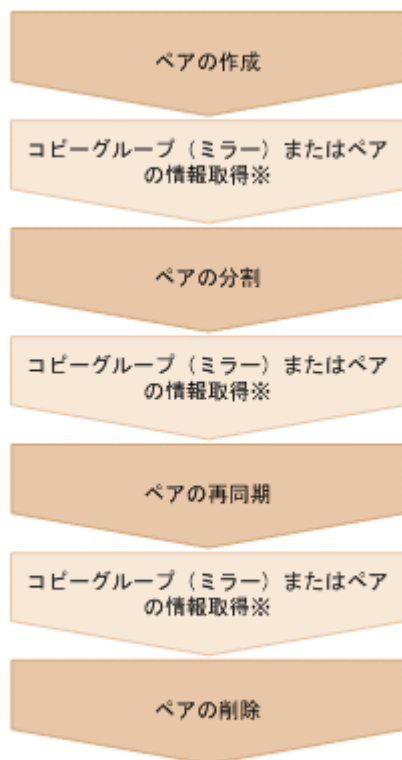 ペアの作成
コピーグループ（ミラー）またはペア
の情報取得※
ペアの分割
コピーグループ（ミラー）またはペア
の情報取得※
ペアの再同期
コピーグループ（ミラー）またはペア
の情報取得※
ペアの削除